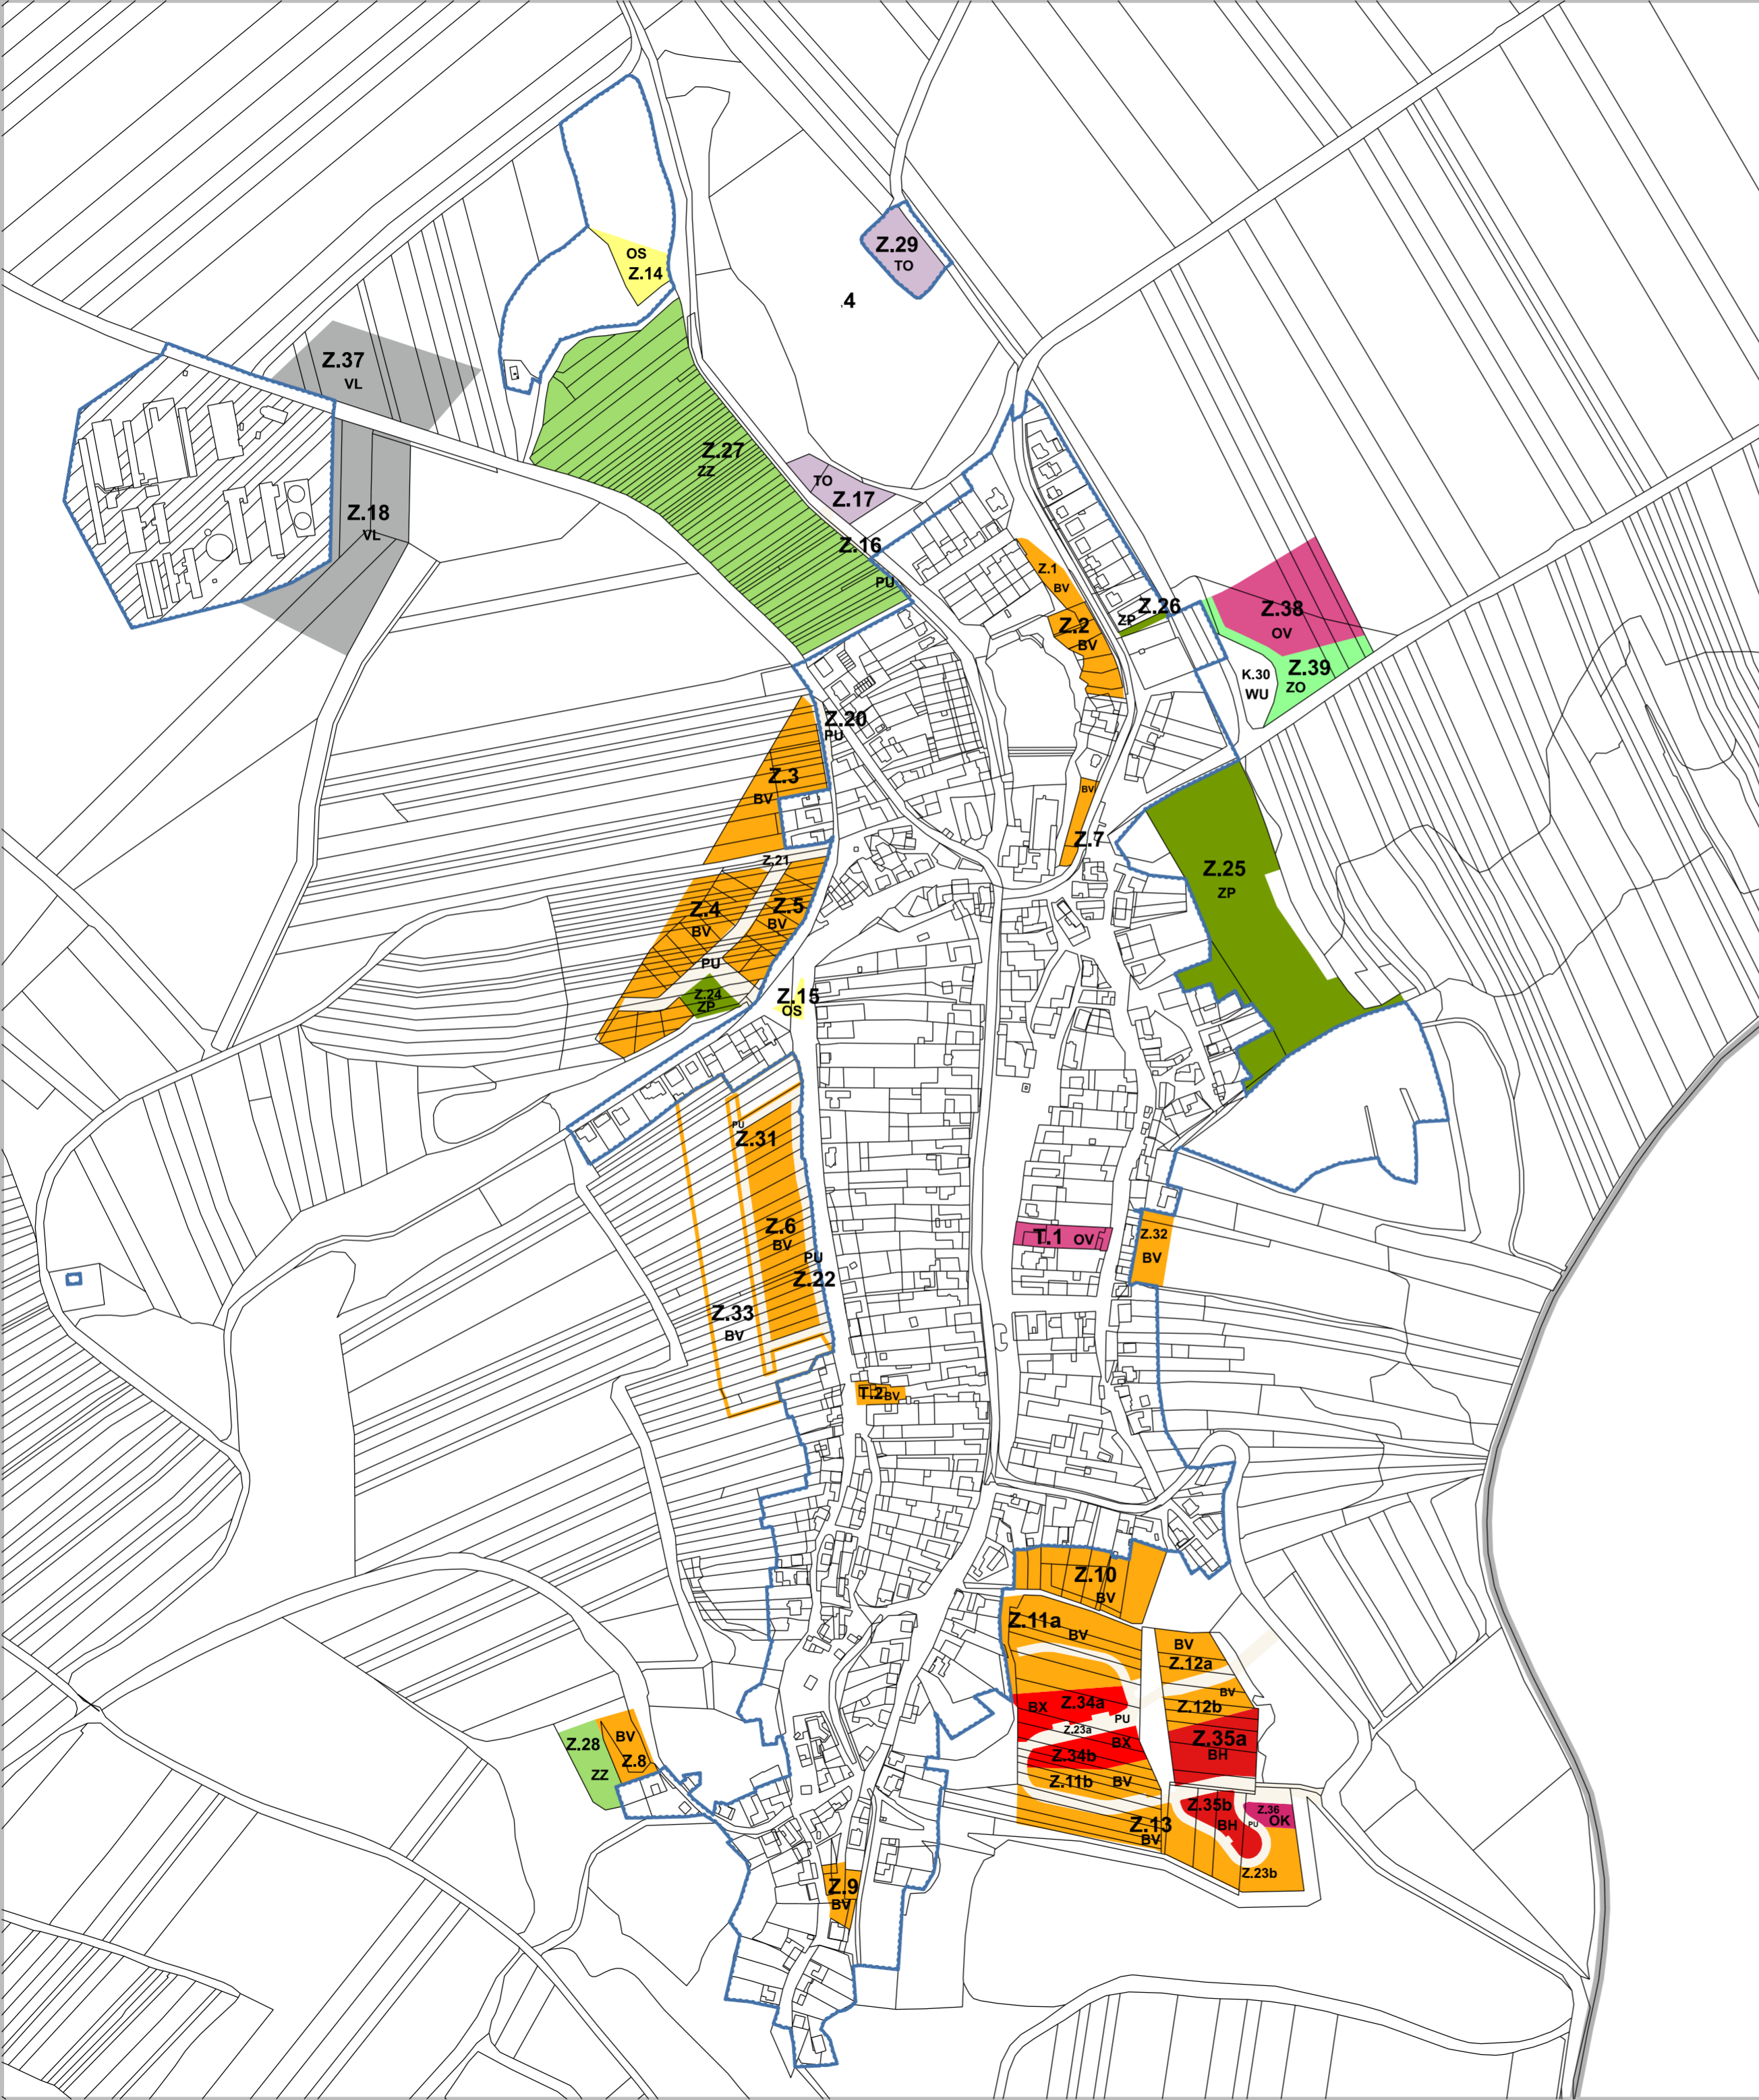 Z.29
TO
OS
Z.14
.4
Z.37
VL
Z.27
ZZ
TO
Z.17
Z.18
VL
Z.16
PU
Z.1
BV
Z.26
ZP
Z.2
BV
Z.38
OV
Z.39
ZO
K.30
WU
Z.20
PU
Z.3
BV
BV
Z.7
Z.21
Z.25
ZP
Z.4
BV
Z.5
BV
PU
Z.24
ZP
Z.15
OS
PU
Z.31
Z.6
BV
PU
Z.22
T.1 OV
Z.32
BV
Z.33
BV
T.2 BV
Z.10
BV
Z.11a
BV
BV
Z.12a
BV
Z.12b
BX Z.34a
PU
Z.23a
BX
Z.34b
Z.11b BV
Z.35a
BH
Z.28
ZZ
BV
Z.8
Z.35b
BH
PU
Z.36
OK
Z.13
BV
Z.23b
Z.9
BV